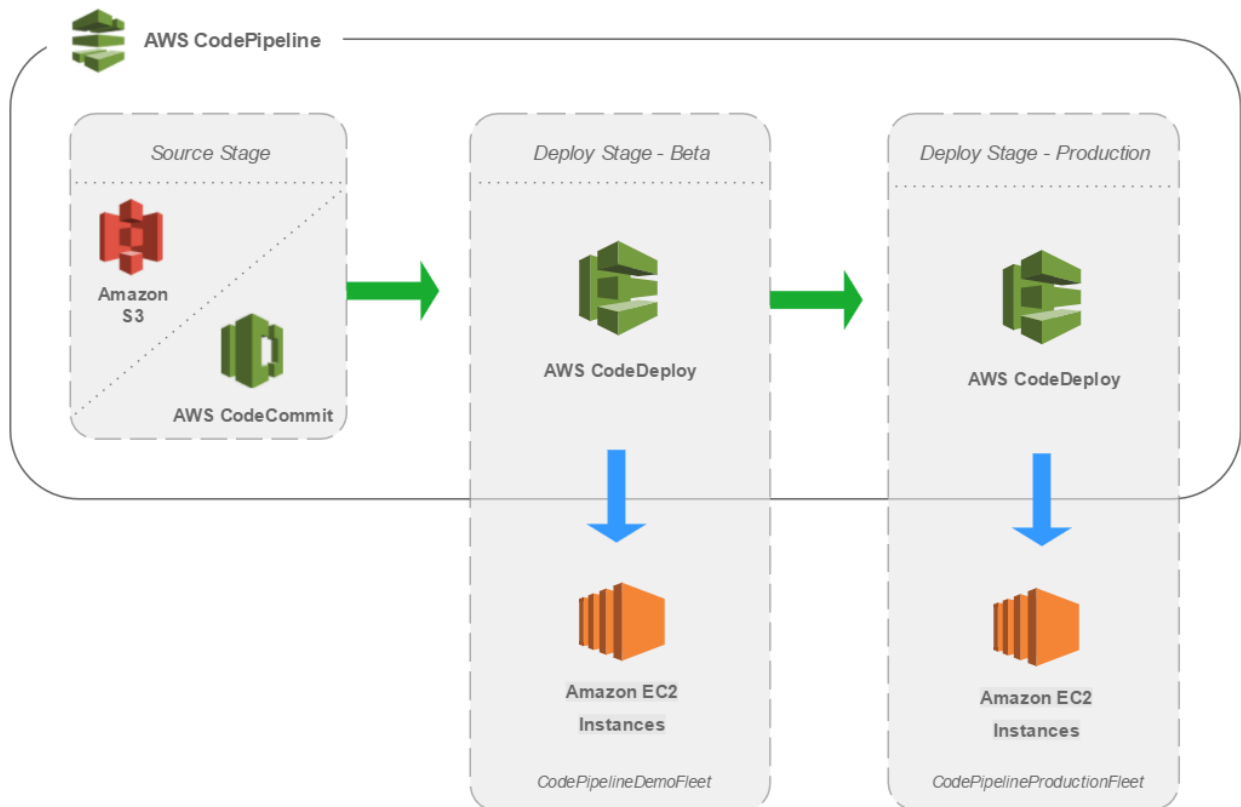 AWS CodePipeline
Source Stage
Amazon
S3
AWS CodeCommit
Deploy Stage - Beta
AWS CodeDeploy
Amazon EC2
Instances
CodePipelineDemoFleet
Deploy Stage - Production
AWS CodeDeploy
Amazon EC2
Instances
CodePipelineProductionFleet